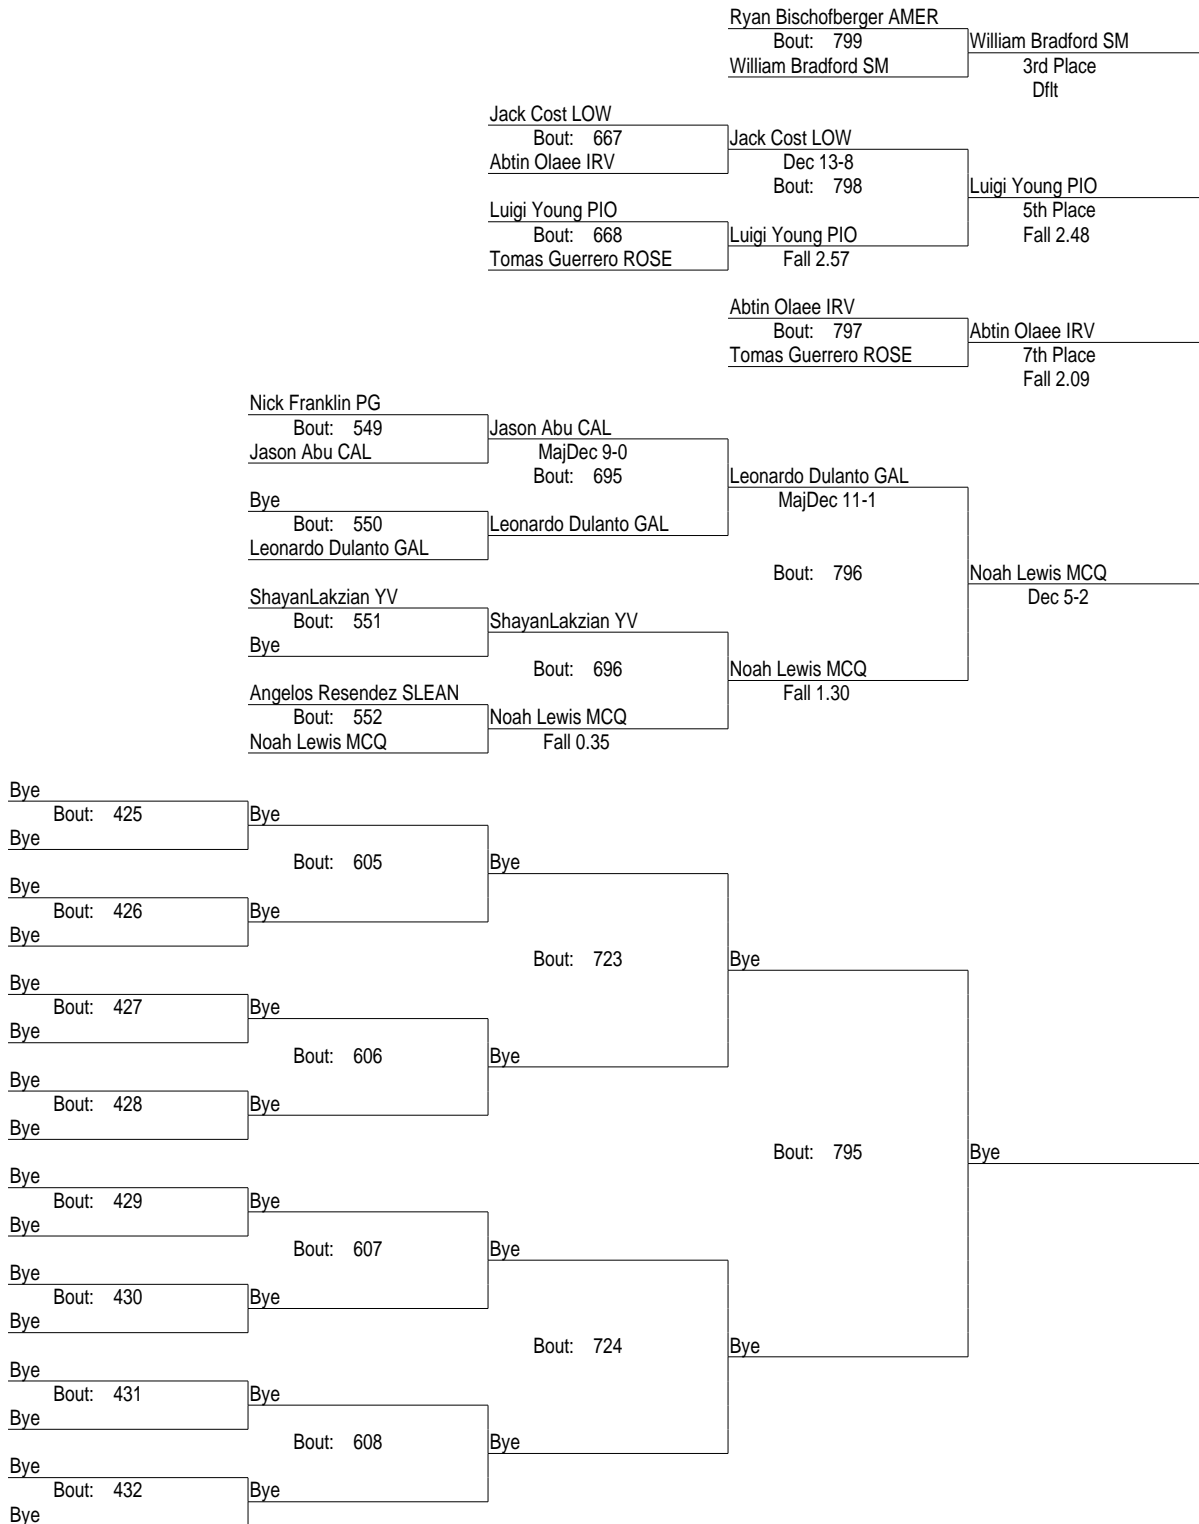 Ryan Bischofberger AMER
Bout: 799
William Bradford SM
William Bradford SM
3rd Place
Dflt
Jack Cost LOW
Bout: 667
Abtin Olaee IRV
Jack Cost LOW
Dec 13-8
Bout: 798
Luigi Young PIO
5th Place
Fall 2.48
Luigi Young PIO
Bout: 668
Tomas Guerrero ROSE
Luigi Young PIO
Fall 2.57
Abtin Olaee IRV
Bout: 797
Tomas Guerrero ROSE
Abtin Olaee IRV
7th Place
Fall 2.09
Nick Franklin PG
Bout: 549
Jason Abu CAL
Jason Abu CAL
MajDec 9-0
Bout: 695
Leonardo Dulanto GAL
MajDec 11-1
Bye
Bout: 550
Leonardo Dulanto GAL
Leonardo Dulanto GAL
Bout: 796
Noah Lewis MCQ
Dec 5-2
ShayanLakzian YV
Bout: 551
Bye
ShayanLakzian YV
Bout: 696
Noah Lewis MCQ
Fall 1.30
Angelos Resendez SLEAN
Bout: 552
Noah Lewis MCQ
Noah Lewis MCQ
Fall 0.35
Bye
Bout: 425
Bye
Bye
Bout: 605
Bye
Bye
Bout: 426
Bye
Bye
Bout: 723
Bye
Bye
Bout: 427
Bye
Bye
Bout: 606
Bye
Bye
Bout: 428
Bye
Bye
Bout: 795
Bye
Bye
Bout: 429
Bye
Bye
Bout: 607
Bye
Bye
Bout: 430
Bye
Bye
Bout: 724
Bye
Bye
Bout: 431
Bye
Bye
Bout: 608
Bye
Bye
Bout: 432
Bye
Bye